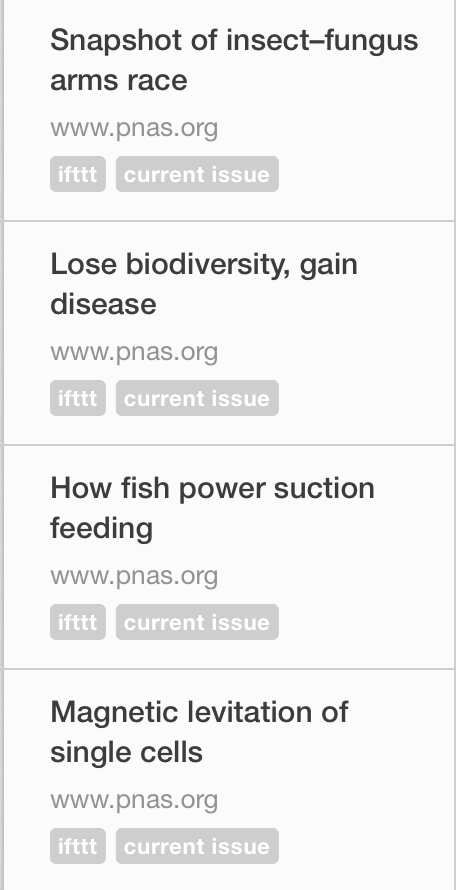 Snapshot of insect–fungus
arms race
www.pnas.org
ifttt current issue
Lose biodiversity, gain
disease
www.pnas.org
ifttt current issue
How fish power suction
feeding
www.pnas.org
ifttt current issue
Magnetic levitation of
single cells
www.pnas.org
ifttt current issue